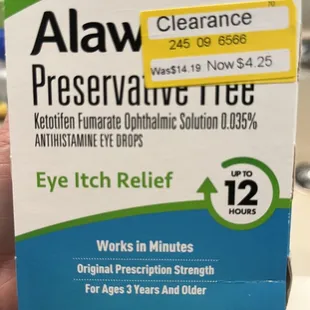 Alaw
Clearance
70
245 09 6566
Was$14.19 Now $4.25
Preservative Free
Ketotifen Fumarate Ophthalmic Solution 0.035%
ANTIHISTAMINE EYE DROPS
Eye Itch Relief
UP TO
12
HOURS
Works in Minutes
Original Prescription Strength
For Ages 3 Years And Older